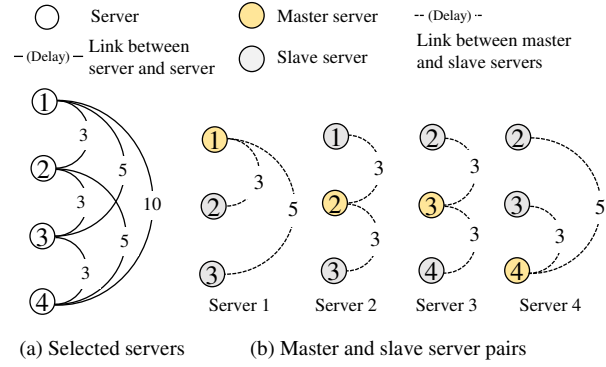 Server
Master server
-- (Delay) --
–(Delay)– Link between
server and server
Slave server
Link between master
and slave servers
1
2
3
4
3
3
3
5
5
10
1
2
3
3
5
Server 1
1
2
3
3
3
Server 2
2
3
4
3
3
Server 3
2
3
4
3
5
Server 4
(a) Selected servers
(b) Master and slave server pairs